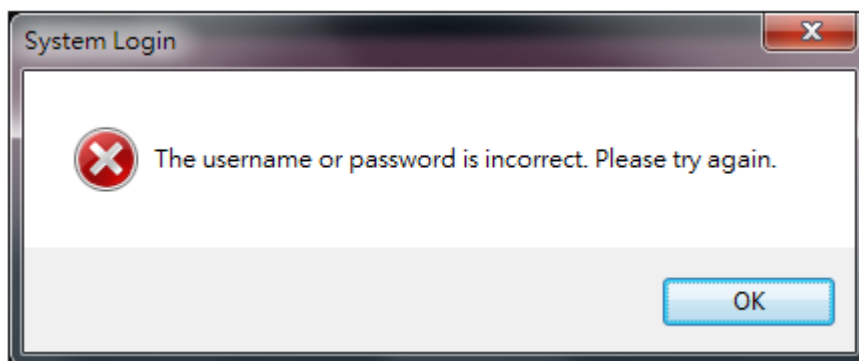 System Login
The username or password is incorrect. Please try again.
OK